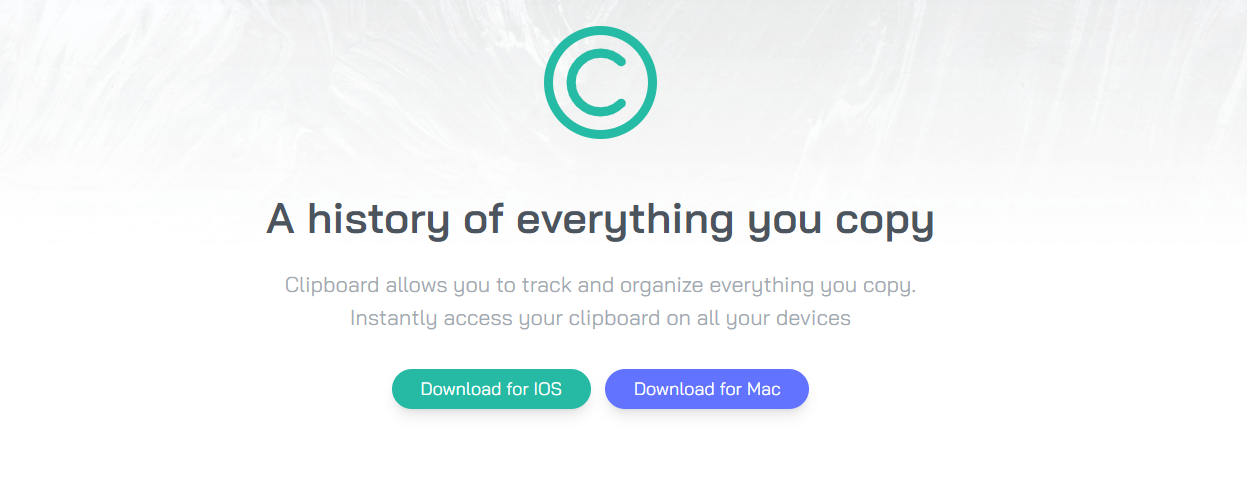 A history of everything you copy
Clipboard allows you to track and organize everything you copy.
Instantly access your clipboard on all your devices
Download for IOS
Download for Mac